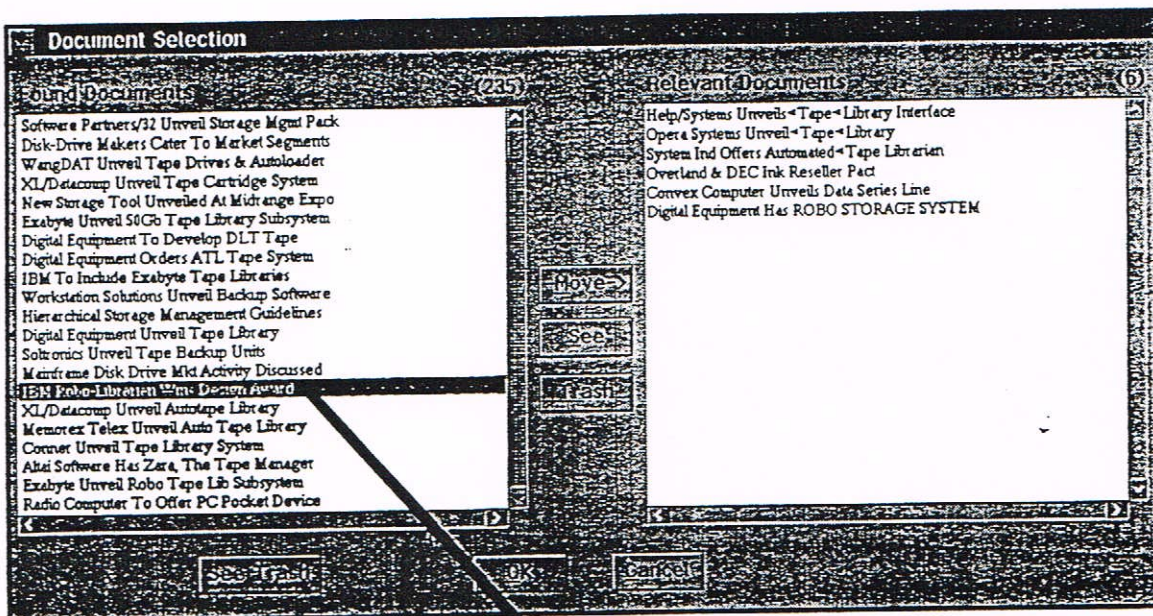 Document Selection
Found Documents (235)
Software Partners/32 Unveil Storage Mgmt Pack
Disk-Drive Makers Cater To Market Segments
WangDAT Unveil Tape Drives & Autoloader
XL/Datacomp Unveil Tape Cartridge System
New Storage Tool Unveiled At Midrange Expo
Exabyte Unveil 50Gb Tape Library Subsystem
Digital Equipment To Develop DLT Tape
Digital Equipment Orders ATL Tape System
IBM To Include Exabyte Tape Libraries
Workstation Solutions Unveil Backup Software
Hierarchical Storage Management Guidelines
Digital Equipment Unveil Tape Library
Soltronics Unveil Tape Backup Units
Mainframe Disk Drive Mkt Activity Discussed
IBM Robo-Librarian Wins Design Award
XL/Datacomp Unveil Autotape Library
Memorex Telex Unveil Auto Tape Library
Conner Unveil Tape Library System
Altai Software Has Zara, The Tape Manager
Exabyte Unveil Robo Tape Lib Subsystem
Radio Computer To Offer PC Pocket Device
Move>
See
Trash
Relevant Documents (6)
Help/Systems Unveils◄Tape◄Library Interface
Opera Systems Unveil◄Tape◄Library
System Ind Offers Automated◄Tape Librarian
Overland & DEC Ink Reseller Pact
Convex Computer Unveils Data Series Line
Digital Equipment Has ROBO STORAGE SYSTEM
See Trash
OK
Cancel